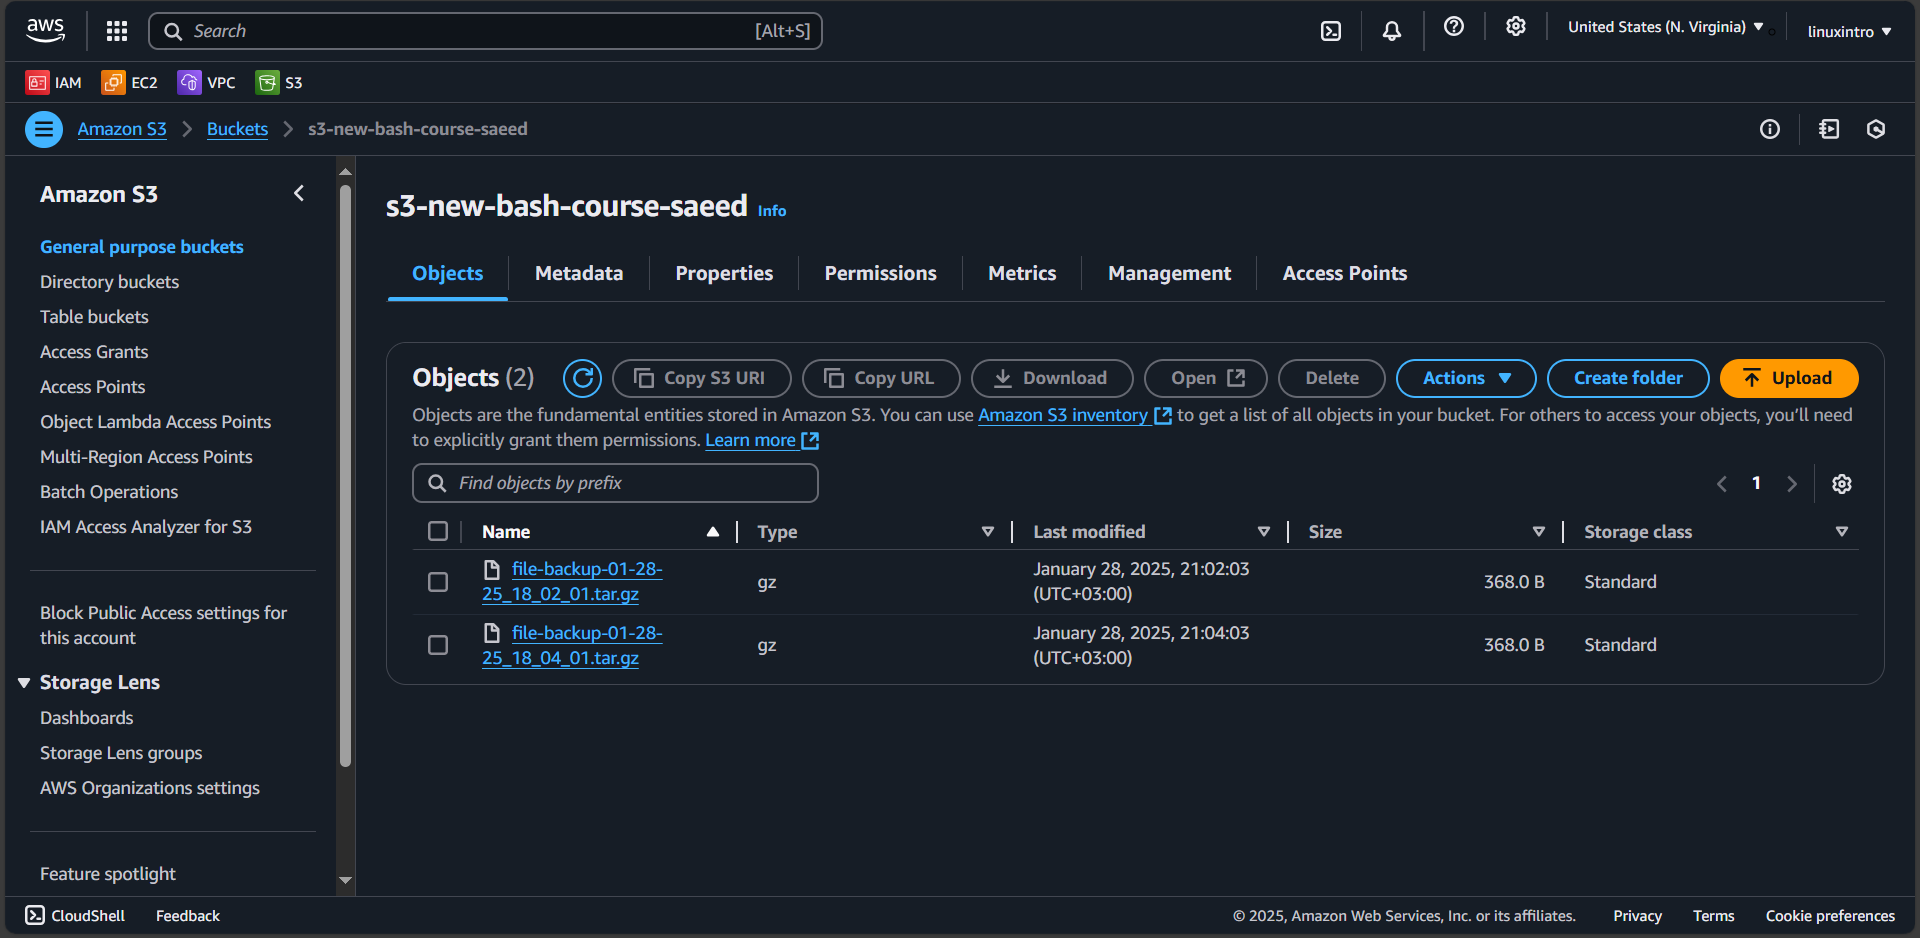 aws
Search [Alt+S]
United States (N. Virginia)
linuxintro
IAM
EC2
VPC
S3
Amazon S3 > Buckets > s3-new-bash-course-saeed
Amazon S3
General purpose buckets
Directory buckets
Table buckets
Access Grants
Access Points
Object Lambda Access Points
Multi-Region Access Points
Batch Operations
IAM Access Analyzer for S3
Block Public Access settings for
this account
Storage Lens
Dashboards
Storage Lens groups
AWS Organizations settings
Feature spotlight
s3-new-bash-course-saeed Info
Objects
Metadata
Properties
Permissions
Metrics
Management
Access Points
Objects (2)
Copy S3 URI
Copy URL
Download
Open
Delete
Actions
Create folder
Upload
Objects are the fundamental entities stored in Amazon S3. You can use Amazon S3 inventory to get a list of all objects in your bucket. For others to access your objects, you’ll need
to explicitly grant them permissions. Learn more
Find objects by prefix
1
Name
Type
Last modified
Size
Storage class
file-backup-01-28-
25_18_02_01.tar.gz
gz
January 28, 2025, 21:02:03
(UTC+03:00)
368.0 B
Standard
file-backup-01-28-
25_18_04_01.tar.gz
gz
January 28, 2025, 21:04:03
(UTC+03:00)
368.0 B
Standard
CloudShell
Feedback
© 2025, Amazon Web Services, Inc. or its affiliates.
Privacy
Terms
Cookie preferences